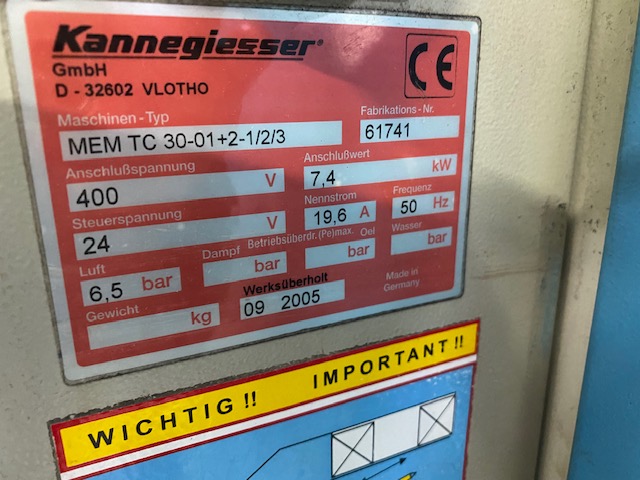 Kannegiesser®
GmbH
D - 32602 VLOTHO
CE
Maschinen - Typ
Fabrikations - Nr.
MEM TC 30-01+2-1/2/3
61741
Anschlußspannung
Anschlußwert
400 V
7,4 kW
Steuerspannung
Nennstrom
Frequenz
24 V
19,6 A
50 Hz
Luft
Dampf
Betriebsüberdr.(Pe)max.
Oel
Wasser
6,5 bar
bar
bar
bar
Gewicht
Werksüberholt
Made in
Germany
kg
09 2005
WICHTIG !! IMPORTANT !!